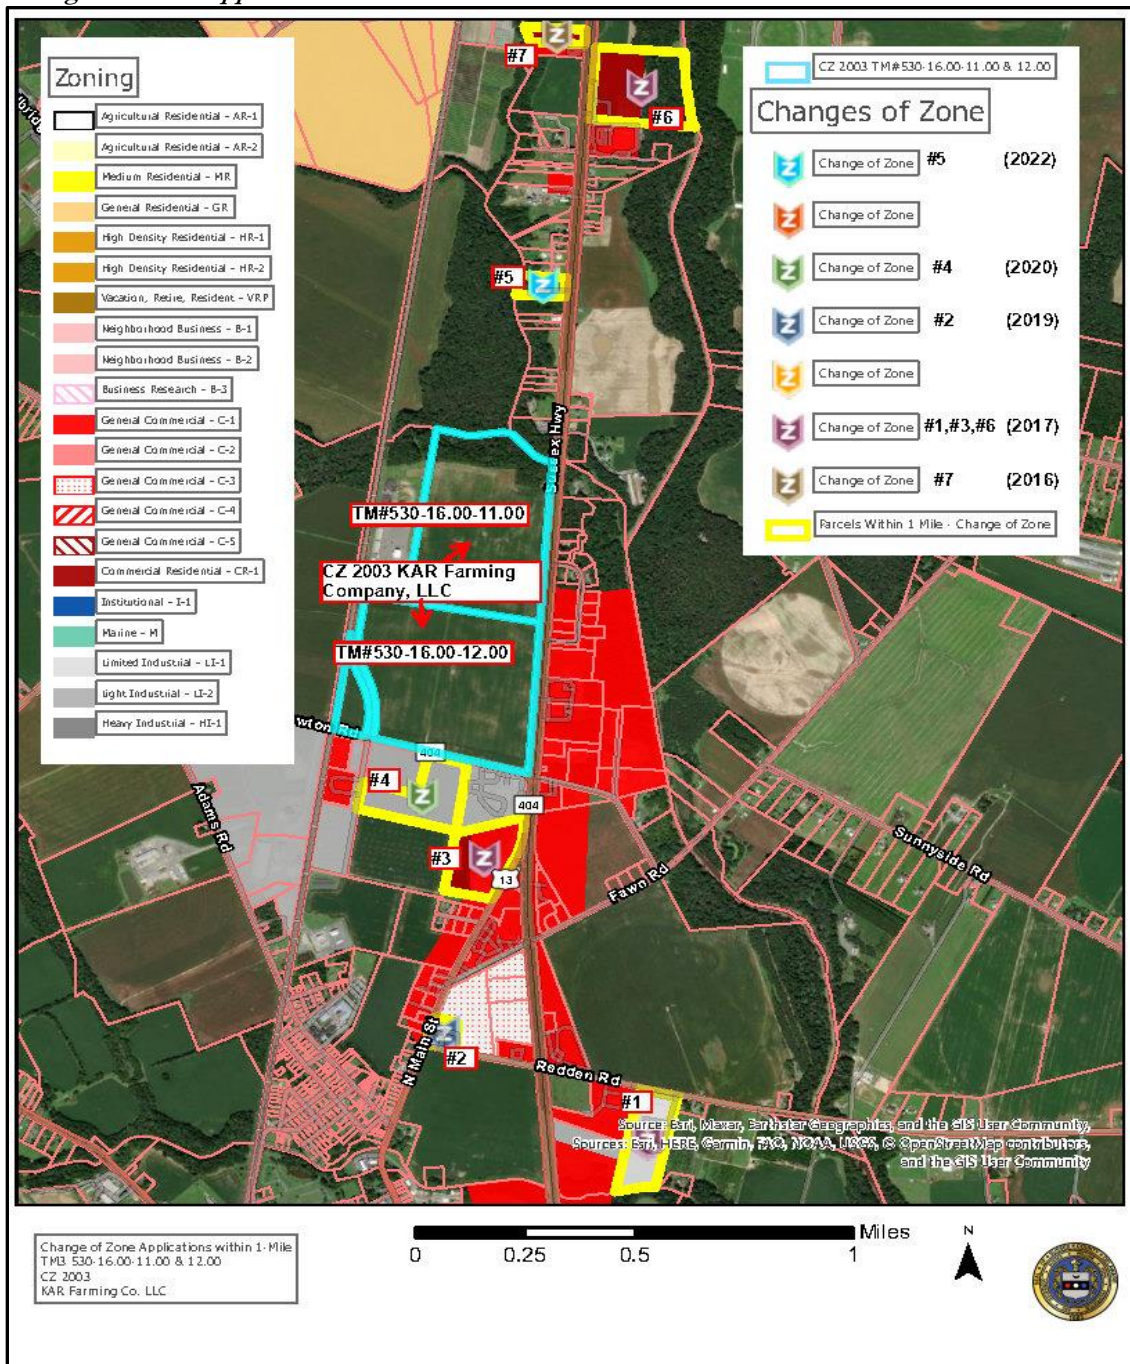 Zoning
Agricultural Residential - AR-1
Agricultural Residential - AR-2
Medium Residential - MR
General Residential - GR
High Density Residential - HR-1
High Density Residential - HR-2
Vacation, Retire, Resident - VRP
Neighborhood Business - B-1
Neighborhood Business - B-2
Business Research - B-3
General Commercial - C-1
General Commercial - C-2
General Commercial - C-3
General Commercial - C-4
General Commercial - C-5
Commercial Residential - CR-1
Institutional - I-1
Marine - M
Limited Industrial - LI-1
Light Industrial - LI-2
Heavy Industrial - HI-1
CZ 2003 TM#530-16.00-11.00 & 12.00
Changes of Zone
Change of Zone #5 (2022)
Change of Zone
Change of Zone #4 (2020)
Change of Zone #2 (2019)
Change of Zone
Change of Zone #1,#3,#6 (2017)
Change of Zone #7 (2016)
Parcels Within 1 Mile - Change of Zone
#7
Z
#6
Z
#5
Z
Sussex Hwy
TM#530-16.00-11.00
CZ 2003 KAR Farming
Company, LLC
TM#530-16.00-12.00
wton Rd
404
#4
Z
404
Adams Rd
#3
Z
13
Fawn Rd
Sunnyside Rd
N Main St
#2
Redden Rd
#1
Source: Esri, Maxar, Earthstar Geographics, and the GIS User Community,
Sources: Esri, HERE, Garmin, FAO, NOAA, USGS, © OpenStreetMap contributors,
and the GIS User Community
Change of Zone Applications within 1-Mile
TM3 530-16.00-11.00 & 12.00
CZ 2003
KAR Farming Co. LLC
0 0.25 0.5 1 Miles
N